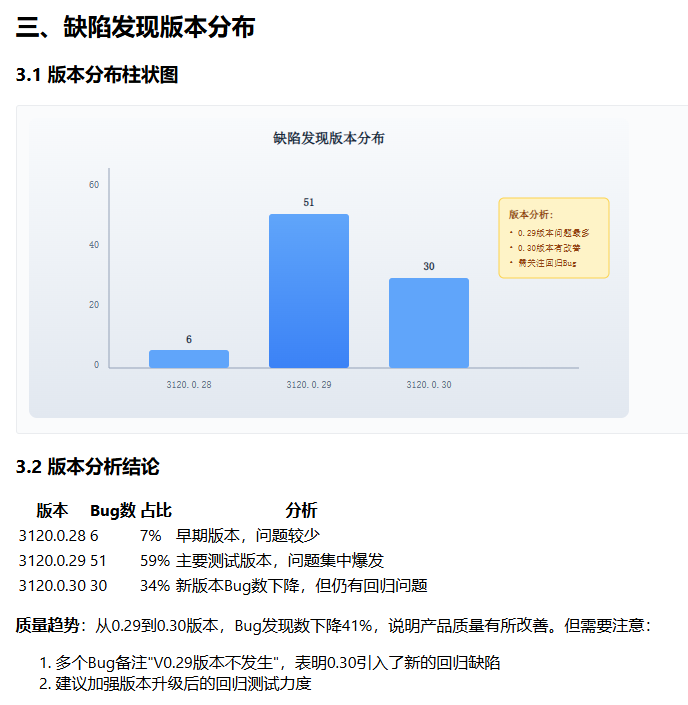 三、缺陷发现版本分布
3.1 版本分布柱状图
缺陷发现版本分布
60
40
20
0
6
51
30
3120.0.28
3120.0.29
3120.0.30
版本分析：
• 0.29版本问题最多
• 0.30版本有改善
• 需关注回归Bug
3.2 版本分析结论
版本 Bug数 占比 分析
3120.0.28 6 7% 早期版本，问题较少
3120.0.29 51 59% 主要测试版本，问题集中爆发
3120.0.30 30 34% 新版本Bug数下降，但仍有回归问题
质量趋势：从0.29到0.30版本，Bug发现数下降41%，说明产品质量有所改善。但需要注意：
1. 多个Bug备注"V0.29版本不发生"，表明0.30引入了新的回归缺陷
2. 建议加强版本升级后的回归测试力度